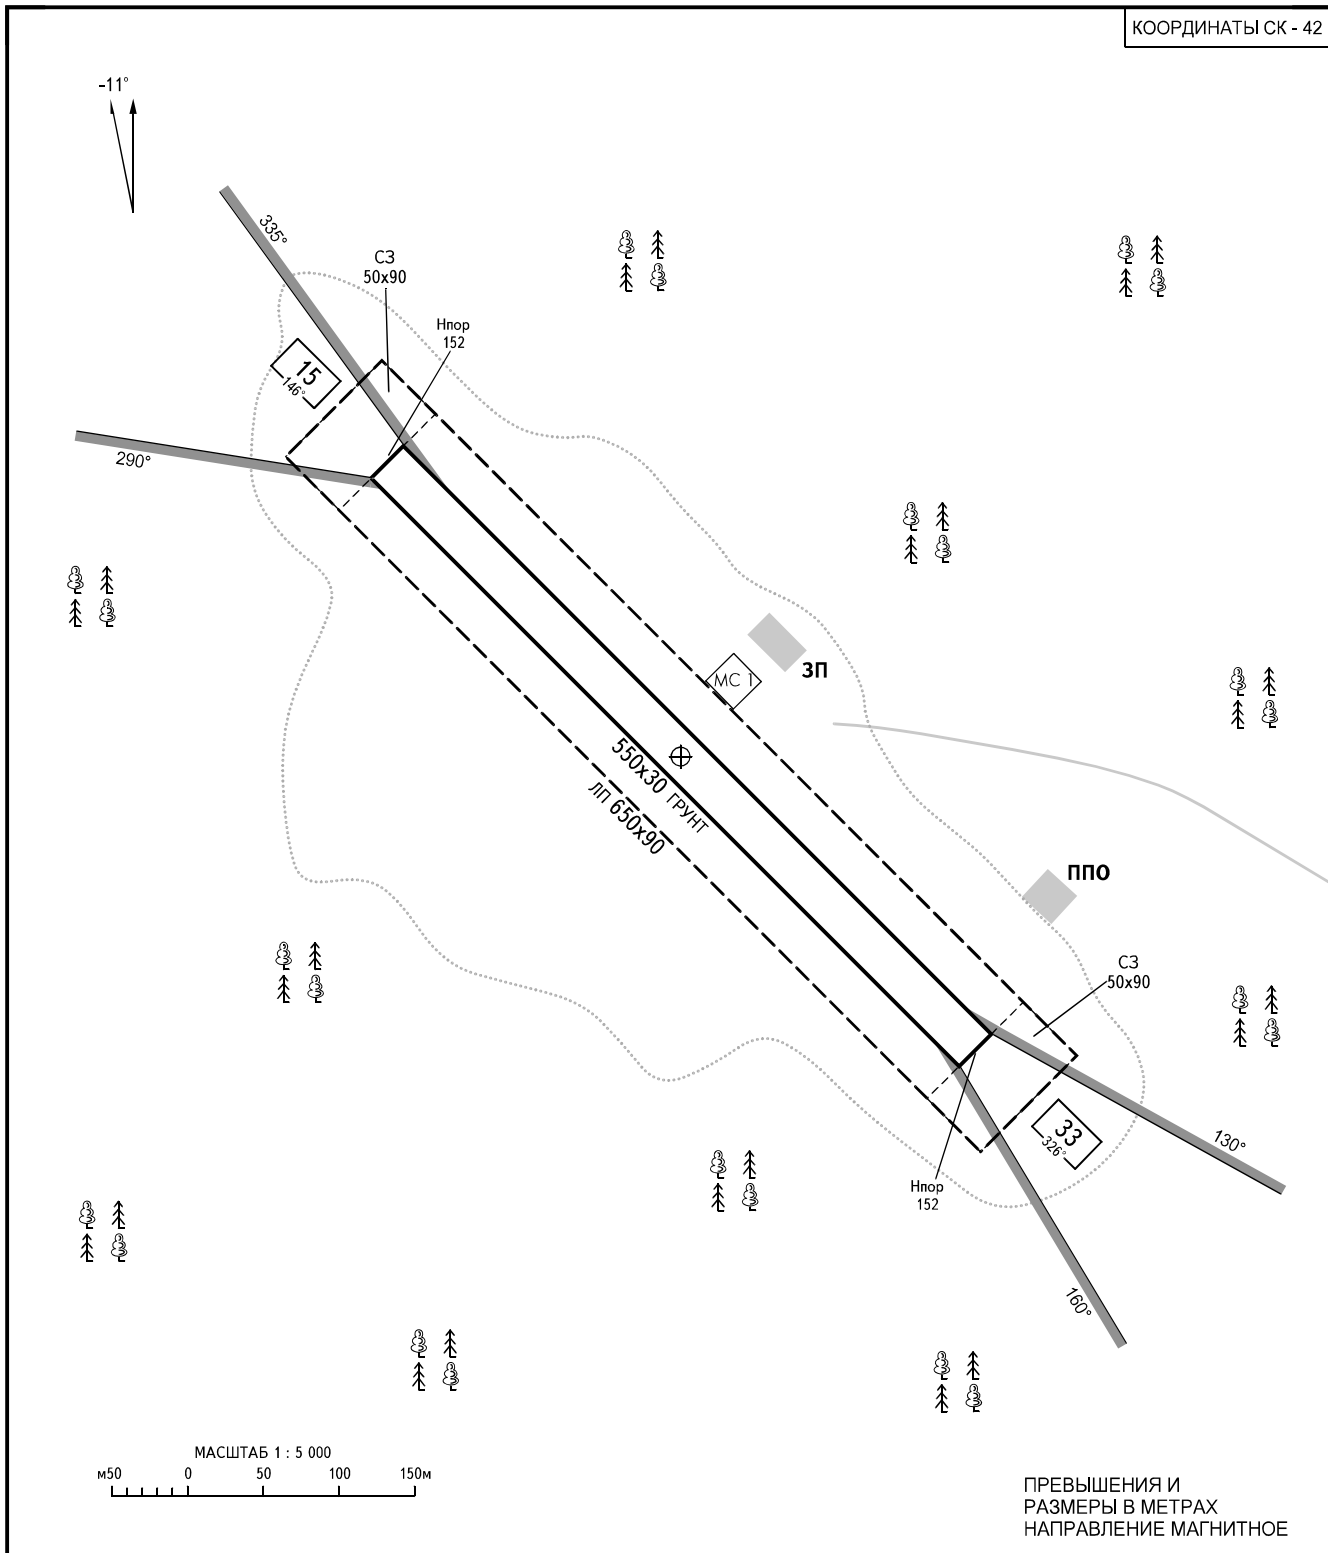 КООРДИНАТЫ СК - 42
-11°
335°
СЗ
50x90
Нпор
152
15
146°
290°
ЗП
МС 1
550x30 ГРУНТ
ЛП 650x90
ППО
СЗ
50x90
33
326°
130°
Нпор
152
160°
МАСШТАБ 1 : 5 000
м50 0 50 100 150м
ПРЕВЫШЕНИЯ И
РАЗМЕРЫ В МЕТРАХ
НАПРАВЛЕНИЕ МАГНИТНОЕ